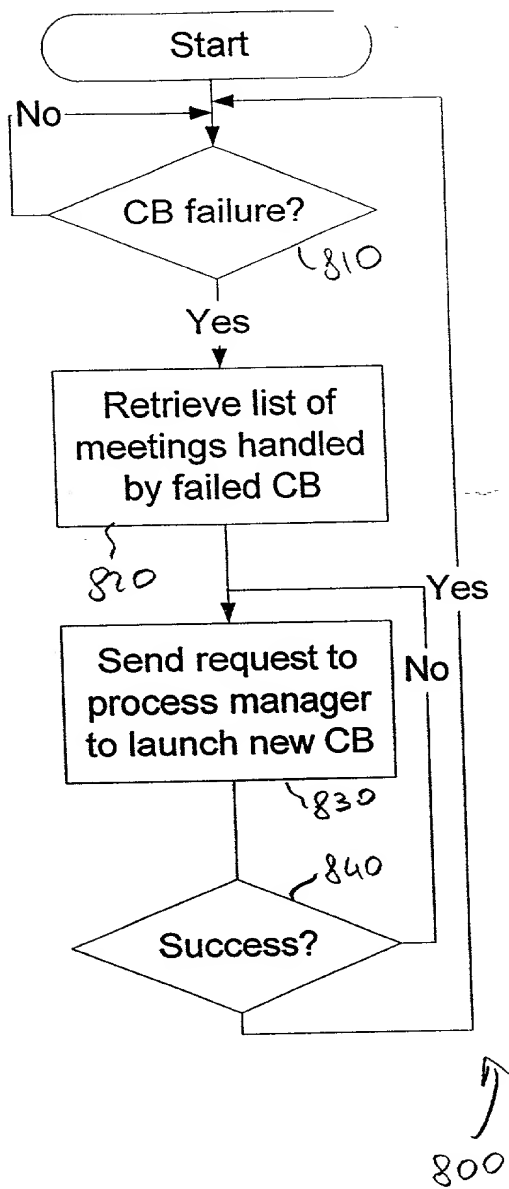 Start
No
CB failure?
810
Yes
Retrieve list of
meetings handled
by failed CB
820
Yes
No
Send request to
process manager
to launch new CB
830
840
Success?
800